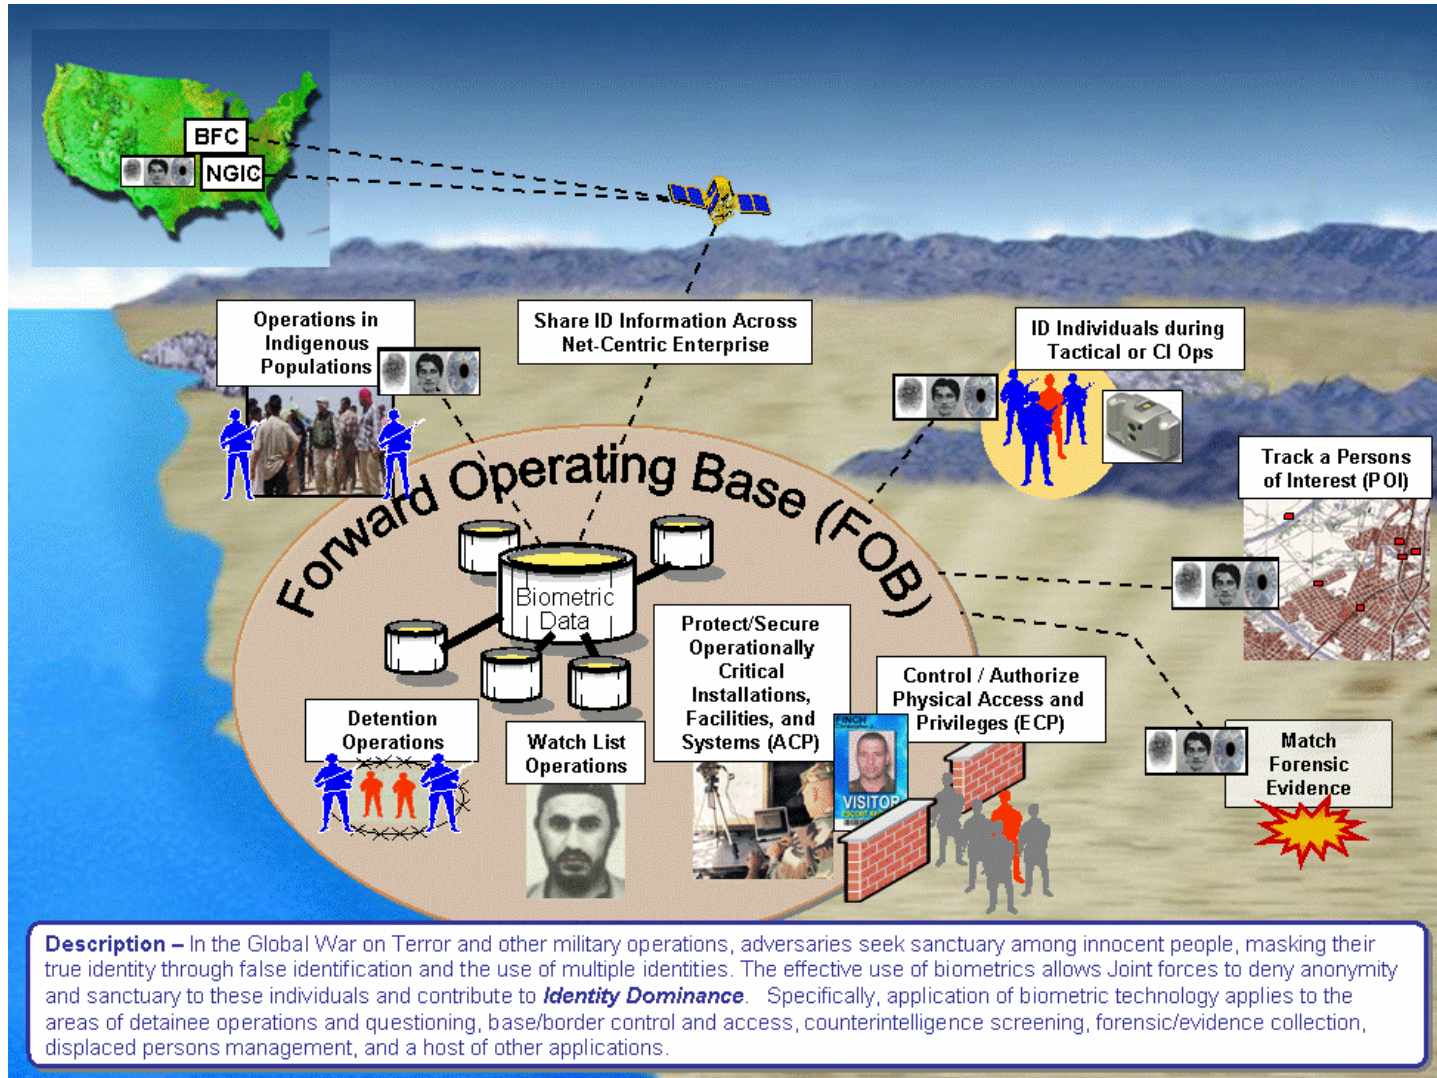 BFC
NGIC
Operations in
Indigenous
Populations
Share ID Information Across
Net-Centric Enterprise
ID Individuals during
Tactical or CI Ops
Track a Persons
of Interest (POI)
Forward Operating Base (FOB)
Biometric
Data
Protect/Secure
Operationally
Critical
Installations,
Facilities, and
Systems (ACP)
Control / Authorize
Physical Access and
Privileges (ECP)
Detention
Operations
Watch List
Operations
FINCH
VISITOR
Match
Forensic
Evidence
Description – In the Global War on Terror and other military operations, adversaries seek sanctuary among innocent people, masking their
true identity through false identification and the use of multiple identities. The effective use of biometrics allows Joint forces to deny anonymity
and sanctuary to these individuals and contribute to Identity Dominance. Specifically, application of biometric technology applies to the
areas of detainee operations and questioning, base/border control and access, counterintelligence screening, forensic/evidence collection,
displaced persons management, and a host of other applications.